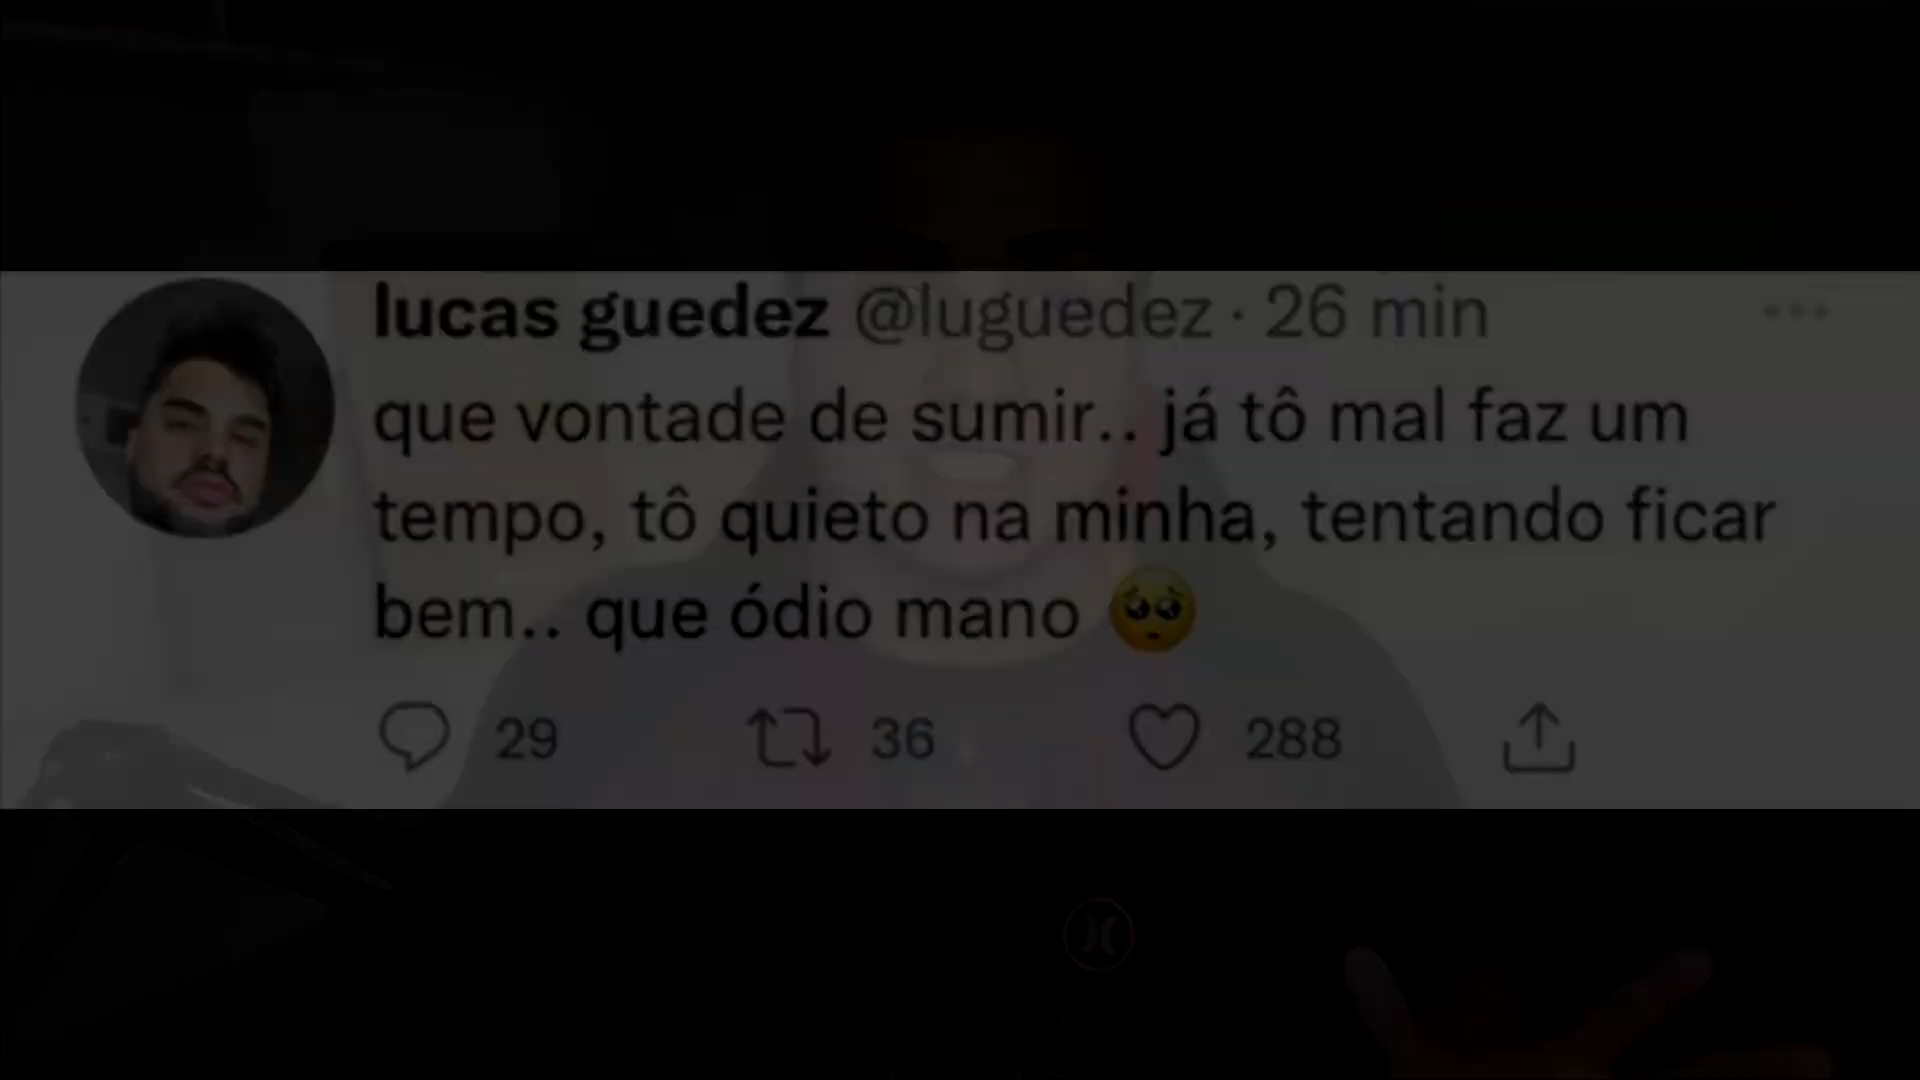 lucas guedez @luguedez · 26 min
que vontade de sumir.. já tô mal faz um
tempo, tô quieto na minha, tentando ficar
bem.. que ódio mano 🥺
29 36 288